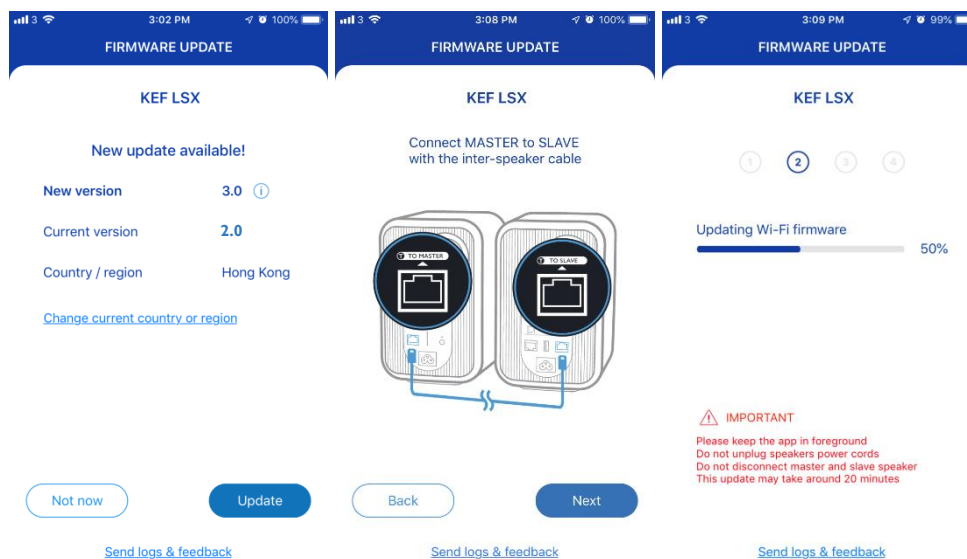 3 3:02 PM 100%
FIRMWARE UPDATE
KEF LSX
New update available!
New version 3.0 i
Current version 2.0
Country / region Hong Kong
Change current country or region
Not now Update
Send logs & feedback
3 3:08 PM 100%
FIRMWARE UPDATE
KEF LSX
Connect MASTER to SLAVE
with the inter-speaker cable
TO MASTER
TO SLAVE
Back Next
Send logs & feedback
3 3:09 PM 99%
FIRMWARE UPDATE
KEF LSX
1 2 3 4
Updating Wi-Fi firmware
50%
IMPORTANT
Please keep the app in foreground
Do not unplug speakers power cords
Do not disconnect master and slave speaker
This update may take around 20 minutes
Send logs & feedback